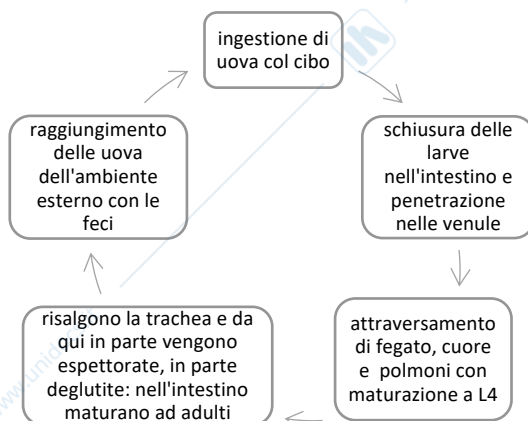 ingestione di
uova col cibo
schiusura delle
larve
nell'intestino e
penetrazione
nelle venule
attraversamento
di fegato, cuore
e polmoni con
maturazione a L4
risalgono la trachea e da
qui in parte vengono
espettorate, in parte
deglutite: nell'intestino
maturano ad adulti
raggiungimento
delle uova
dell'ambiente
esterno con le
feci